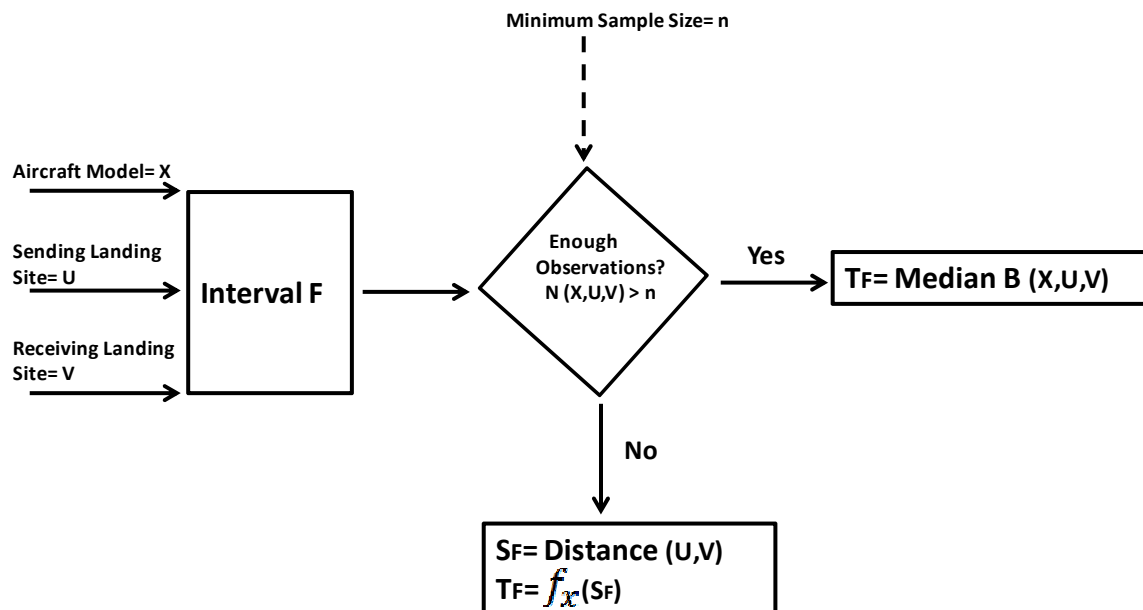 Minimum Sample Size= n
Aircraft Model= X
Sending Landing
Site= U
Receiving Landing
Site= V
Interval F
Enough
Observations?
N (X,U,V) > n
Yes
TF= Median B (X,U,V)
No
SF= Distance (U,V)
TF= fx(SF)